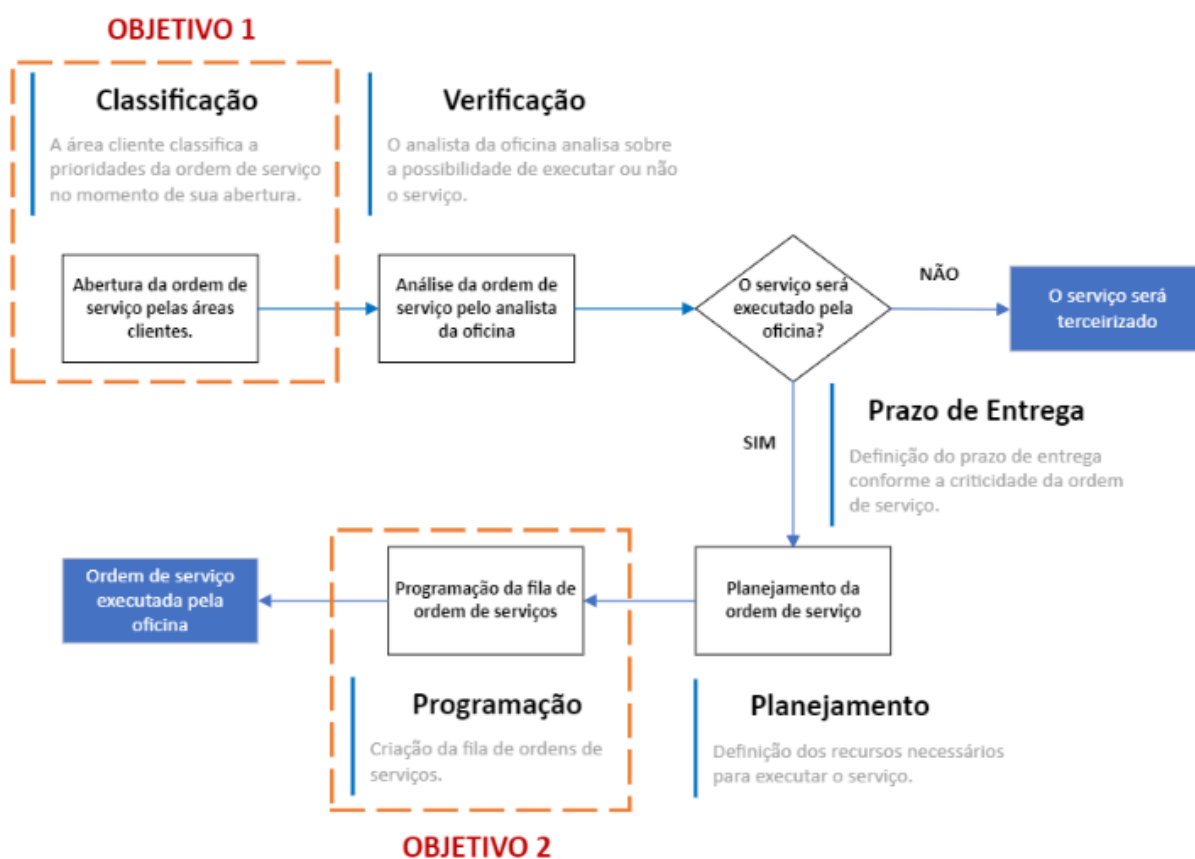 OBJETIVO 1
Classificação
A área cliente classifica a
prioridades da ordem de serviço
no momento de sua abertura.
Verificação
O analista da oficina analisa sobre
a possibilidade de executar ou não
o serviço.
Abertura da ordem de
serviço pelas áreas
clientes.
Análise da ordem de
serviço pelo analista
da oficina
O serviço será
executado pela
oficina?
NÃO
O serviço será
terceirizado
SIM
Prazo de Entrega
Definição do prazo de entrega
conforme a criticidade da ordem
de serviço.
Planejamento da
ordem de serviço
Programação da fila de
ordem de serviços
Ordem de serviço
executada pela
oficina
Programação
Criação da fila de ordens de
serviços.
Planejamento
Definição dos recursos necessários
para executar o serviço.
OBJETIVO 2